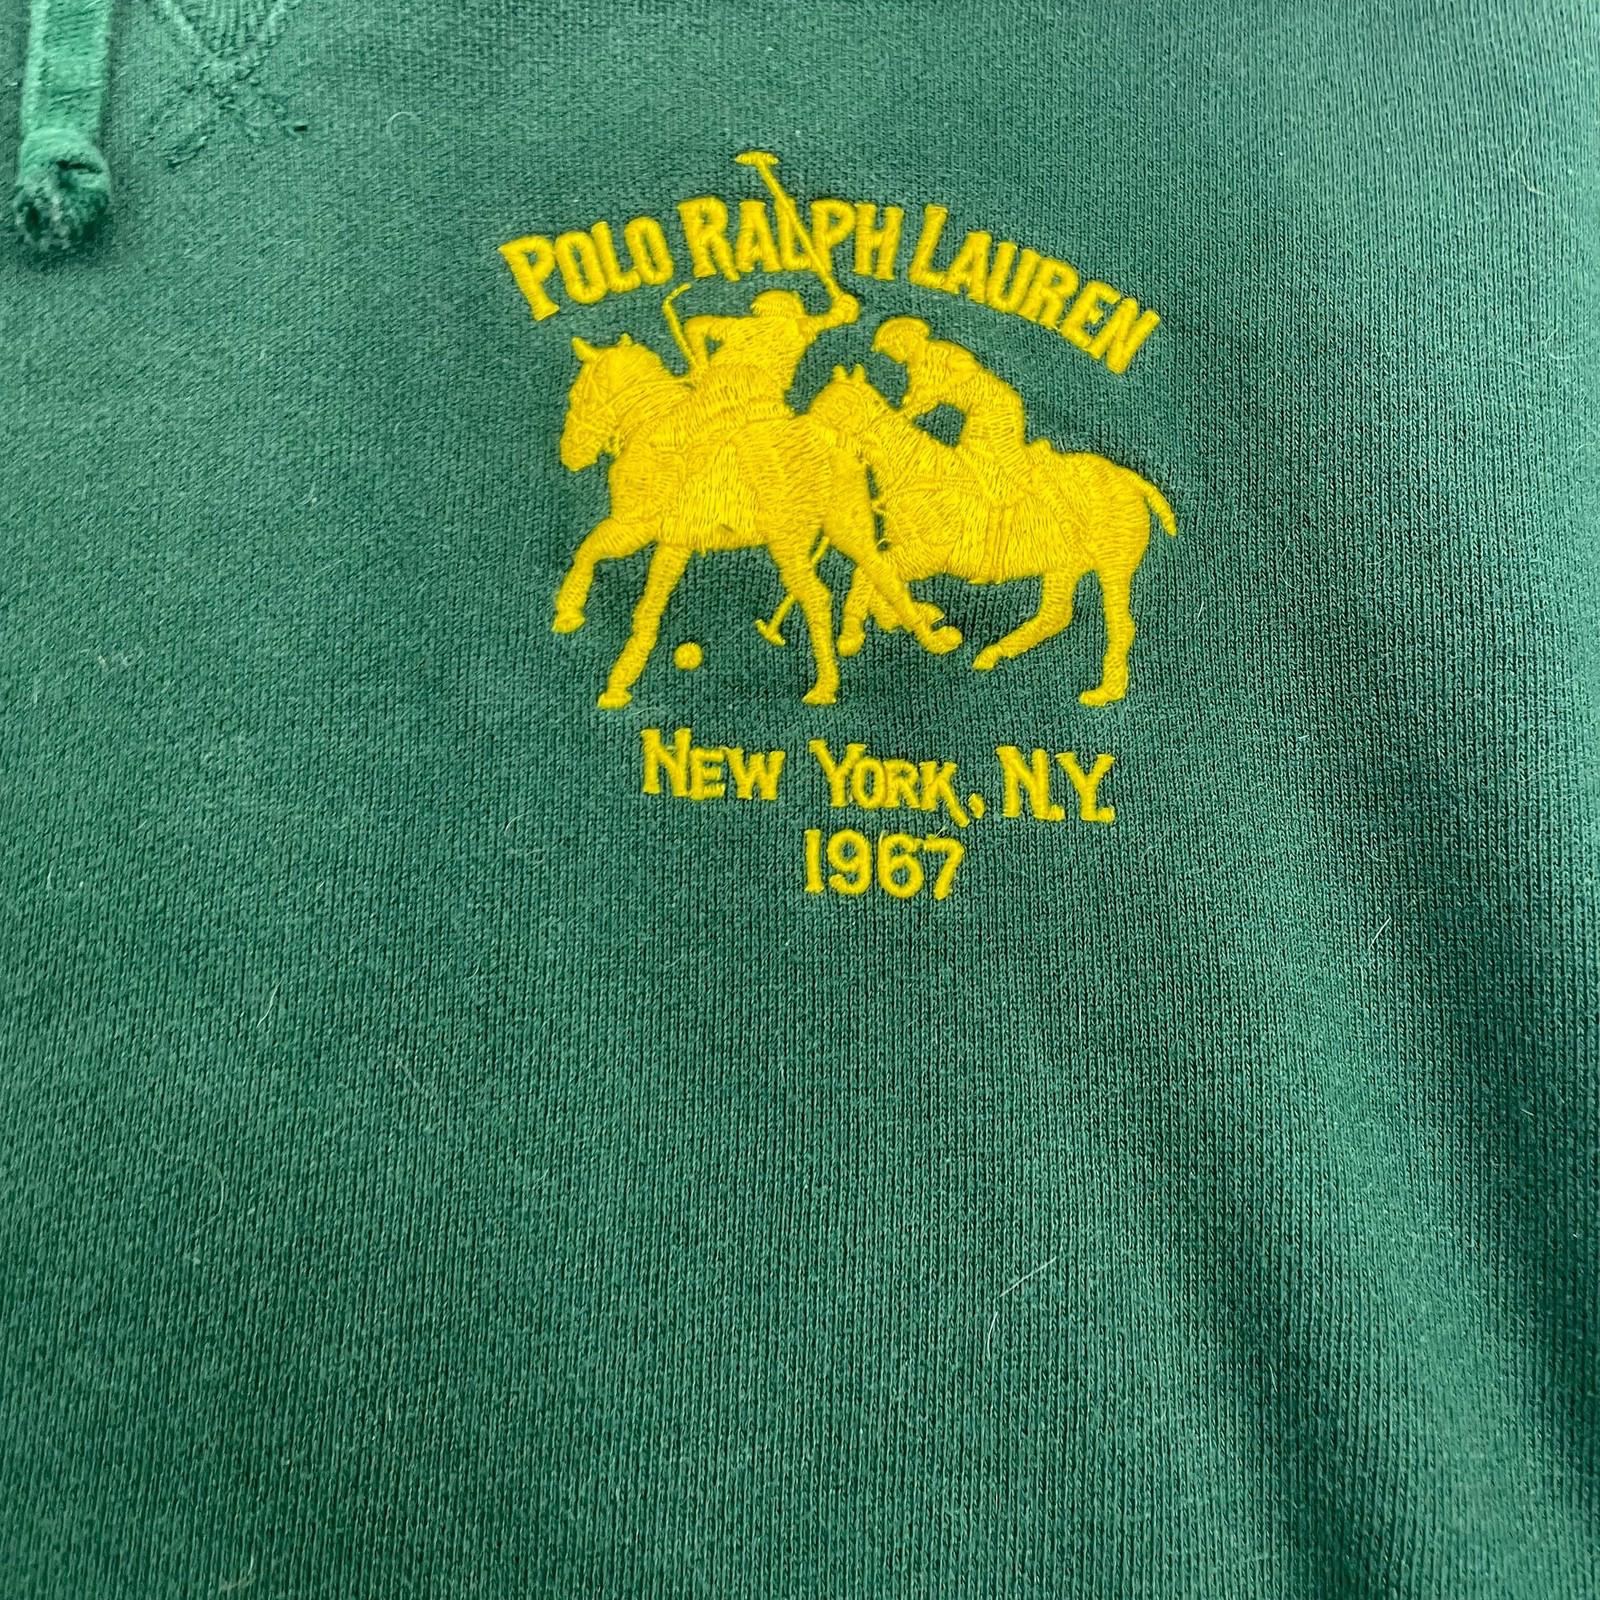 POLO RALPH LAUREN
NEW YORK, N.Y.
1967